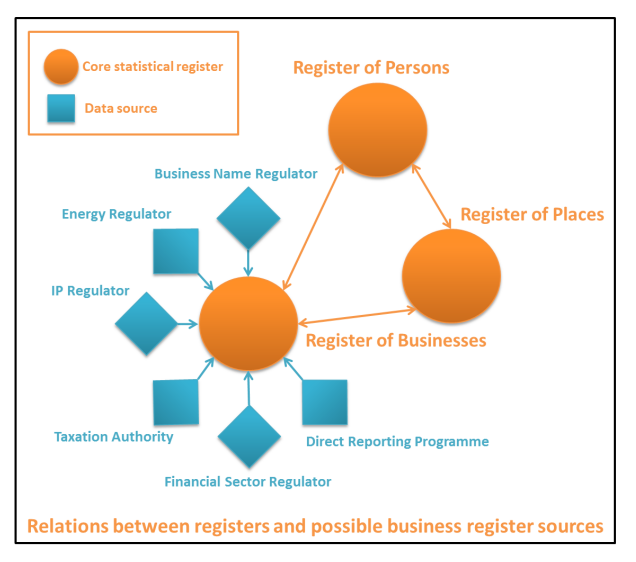 Core statistical register
Data source
Register of Persons
Business Name Regulator
Energy Regulator
Register of Places
IP Regulator
Register of Businesses
Taxation Authority
Direct Reporting Programme
Financial Sector Regulator
Relations between registers and possible business register sources